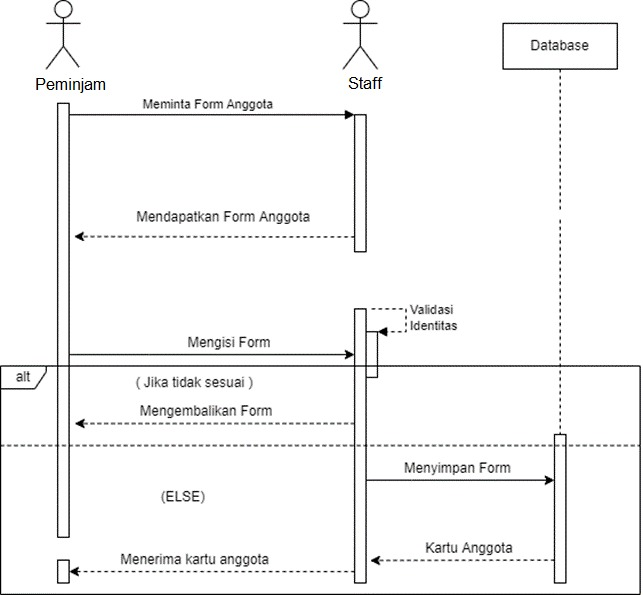 Peminjam
Staff
Database
Meminta Form Anggota
Mendapatkan Form Anggota
Validasi
Identitas
Mengisi Form
alt
( Jika tidak sesuai )
Mengembalikan Form
Menyimpan Form
(ELSE)
Kartu Anggota
Menerima kartu anggota